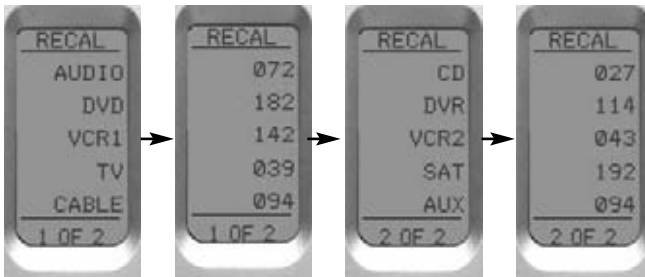 RECAL
AUDIO
DVD
VCR1
TV
CABLE
1 OF 2
RECAL
072
182
142
039
094
1 OF 2
RECAL
CD
DVR
VCR2
SAT
AUX
2 OF 2
RECAL
027
114
043
192
094
2 OF 2